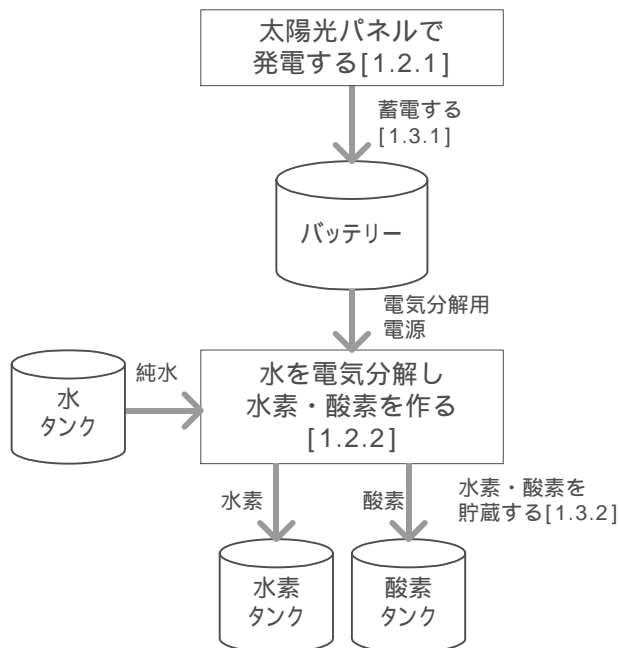 太陽光パネルで
発電する[1.2.1]
蓄電する
[1.3.1]
バッテリー
電気分解用
電源
水
タンク
純水
水を電気分解し
水素・酸素を作る
[1.2.2]
水素
酸素
水素・酸素を
貯蔵する[1.3.2]
水素
タンク
酸素
タンク